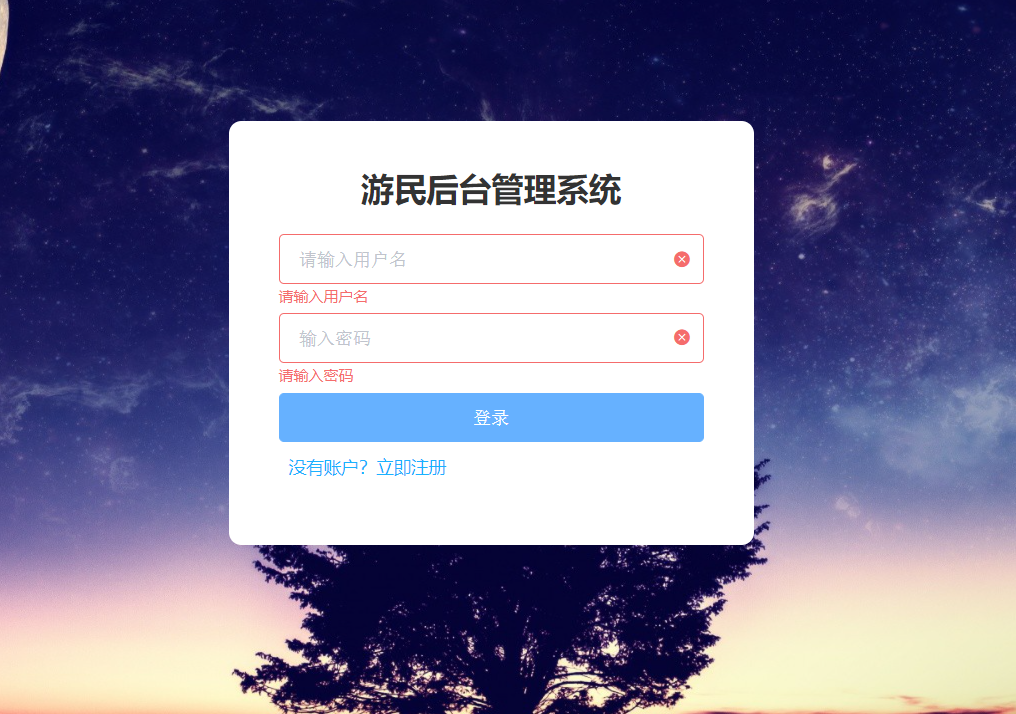 游民后台管理系统
请输入用户名
请输入用户名
输入密码
请输入密码
登录
没有账户？立即注册